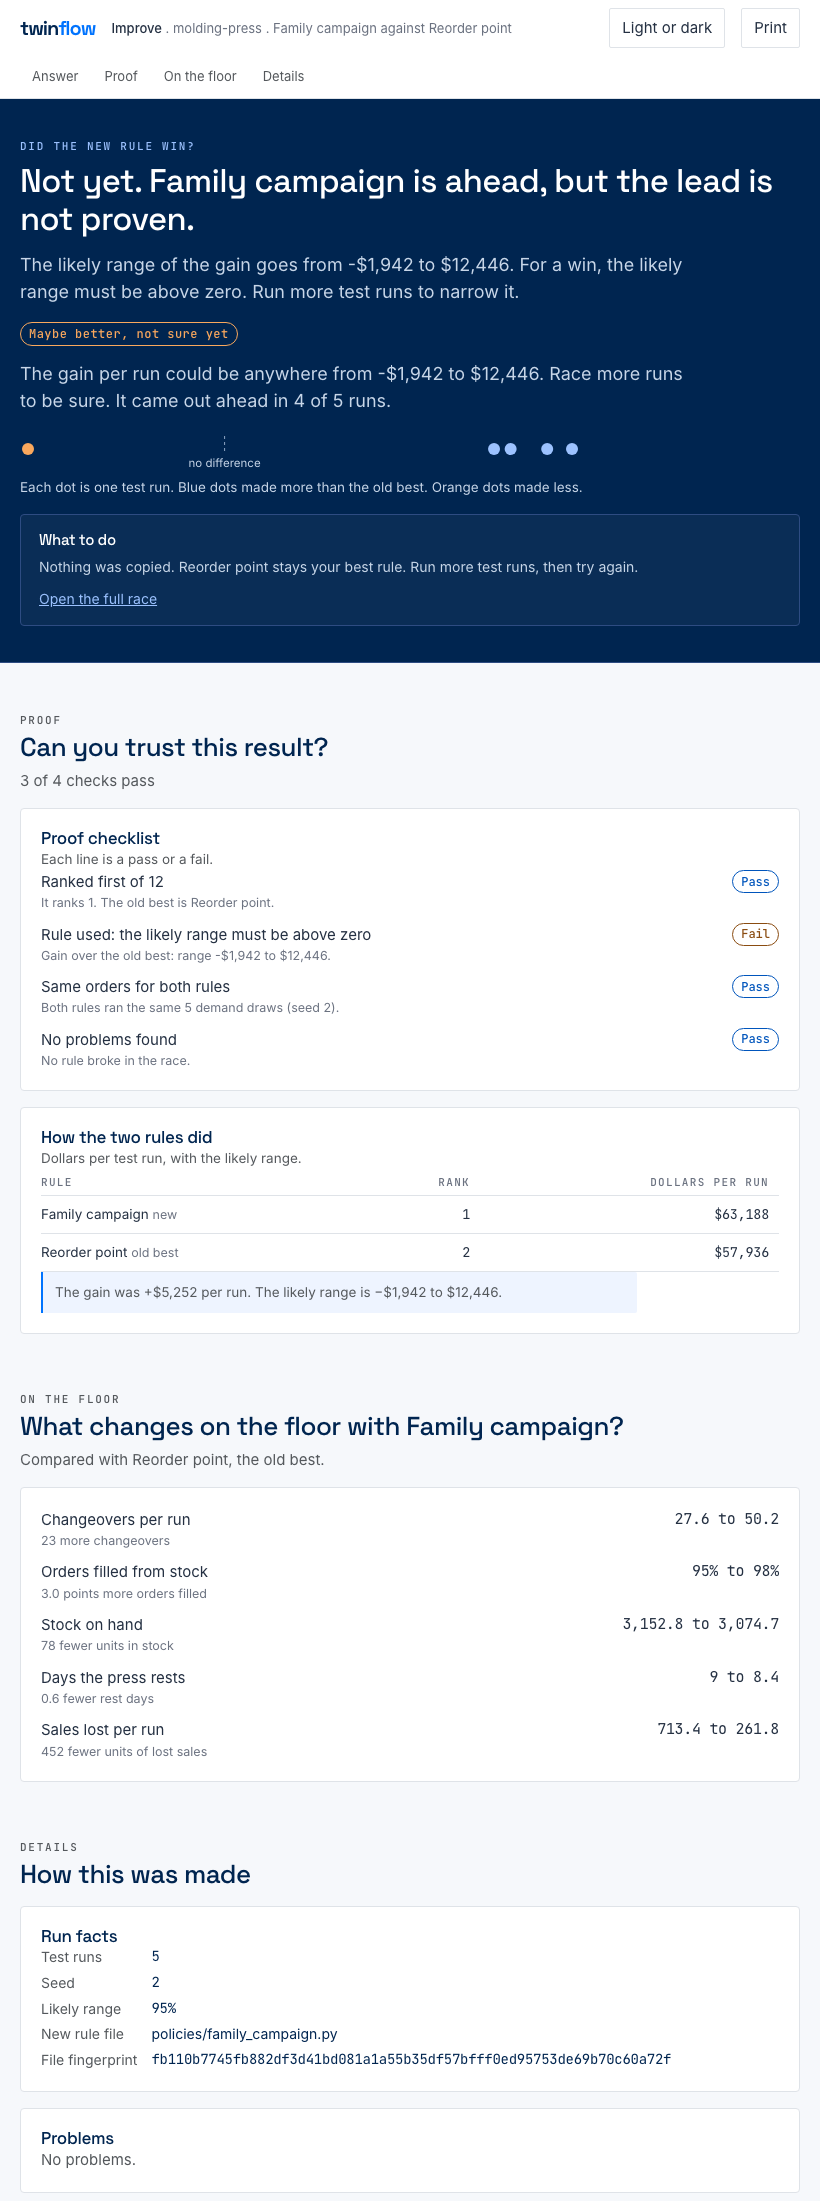 twinflow Improve . molding-press . Family campaign against Reorder point Light or dark Print
Answer Proof On the floor Details
DID THE NEW RULE WIN?
Not yet. Family campaign is ahead, but the lead is
not proven.
The likely range of the gain goes from -$1,942 to $12,446. For a win, the likely
range must be above zero. Run more test runs to narrow it.
Maybe better, not sure yet
The gain per run could be anywhere from -$1,942 to $12,446. Race more runs
to be sure. It came out ahead in 4 of 5 runs.
no difference
Each dot is one test run. Blue dots made more than the old best. Orange dots made less.
What to do
Nothing was copied. Reorder point stays your best rule. Run more test runs, then try again.
Open the full race
PROOF
Can you trust this result?
3 of 4 checks pass
Proof checklist
Each line is a pass or a fail.
Ranked first of 12 Pass
It ranks 1. The old best is Reorder point.
Rule used: the likely range must be above zero Fail
Gain over the old best: range -$1,942 to $12,446.
Same orders for both rules Pass
Both rules ran the same 5 demand draws (seed 2).
No problems found Pass
No rule broke in the race.
How the two rules did
Dollars per test run, with the likely range.
RULE RANK DOLLARS PER RUN
Family campaign new 1 $63,188
Reorder point old best 2 $57,936
The gain was +$5,252 per run. The likely range is −$1,942 to $12,446.
ON THE FLOOR
What changes on the floor with Family campaign?
Compared with Reorder point, the old best.
Changeovers per run 27.6 to 50.2
23 more changeovers
Orders filled from stock 95% to 98%
3.0 points more orders filled
Stock on hand 3,152.8 to 3,074.7
78 fewer units in stock
Days the press rests 9 to 8.4
0.6 fewer rest days
Sales lost per run 713.4 to 261.8
452 fewer units of lost sales
DETAILS
How this was made
Run facts
Test runs 5
Seed 2
Likely range 95%
New rule file policies/family_campaign.py
File fingerprint fb110b7745fb882df3d41bd081a1a55b35df57bfff0ed95753de69b70c60a72f
Problems
No problems.